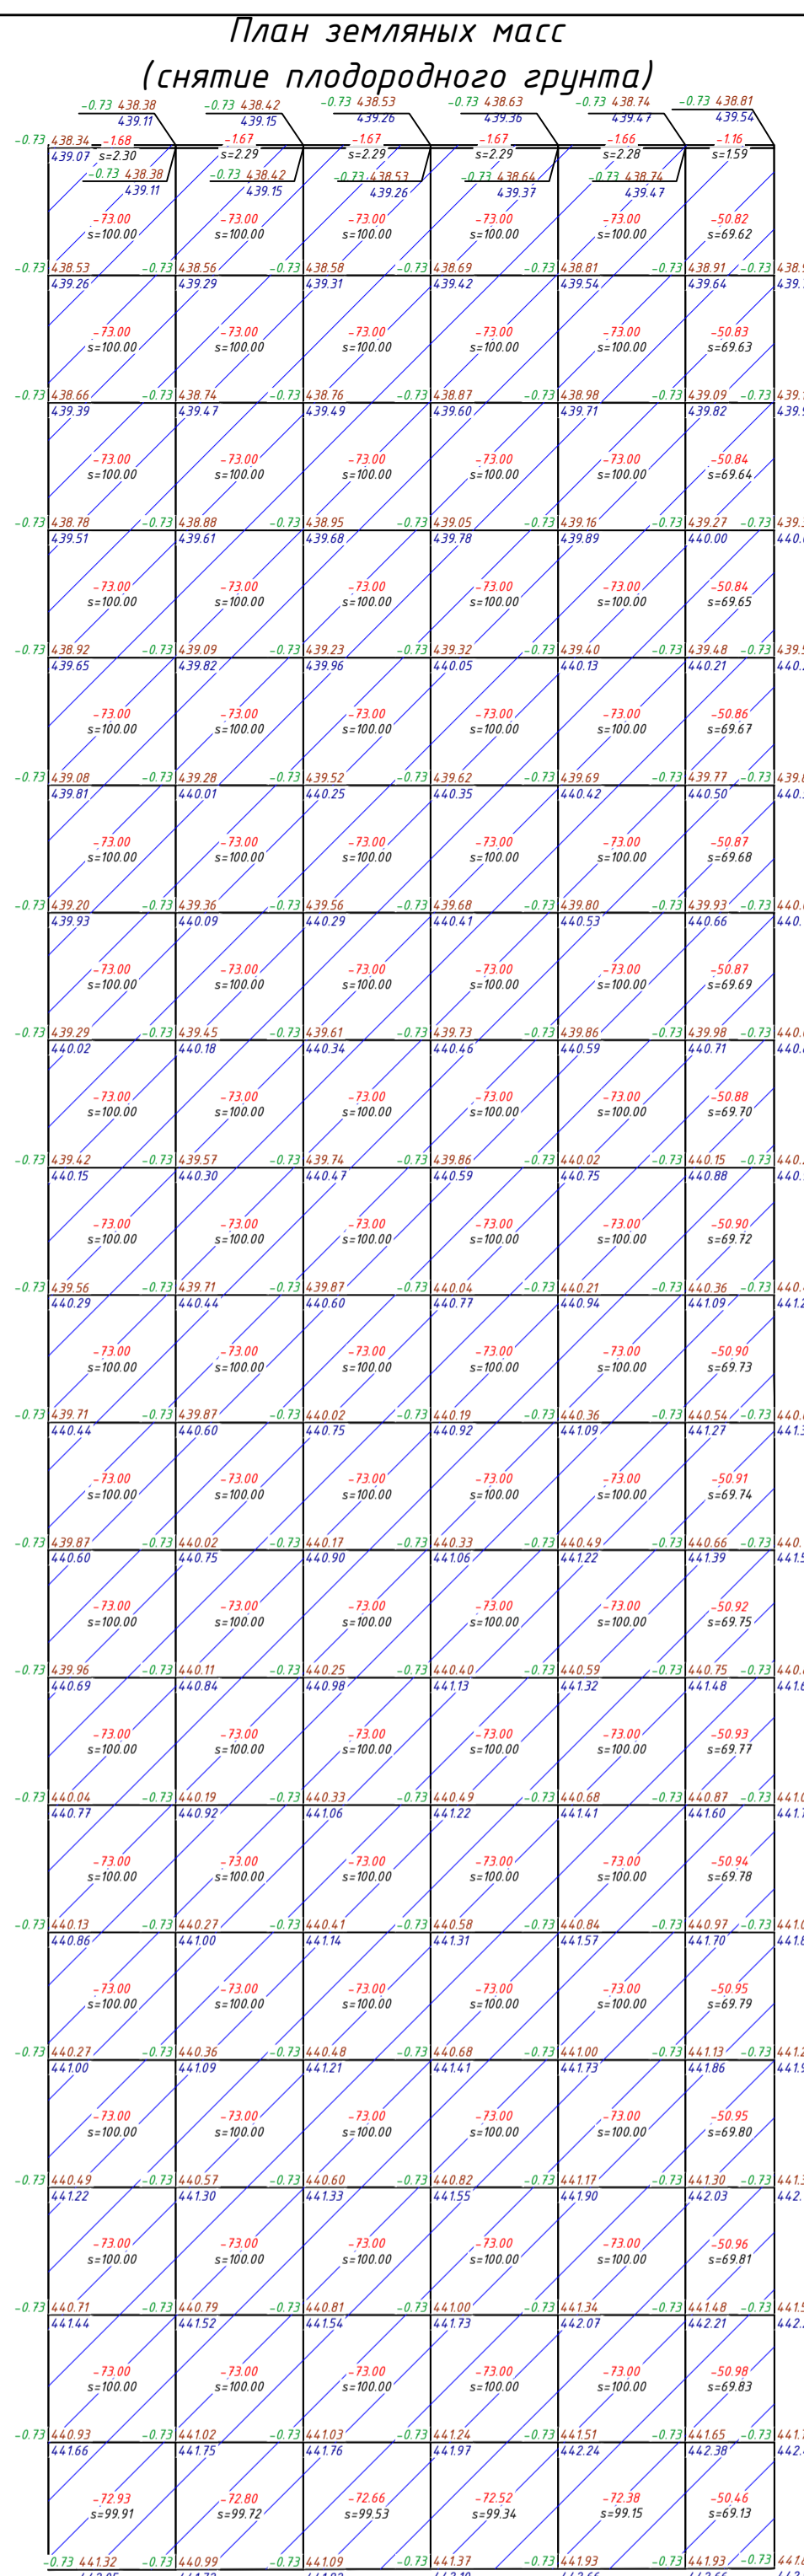 План земляных масс
(снятие плодородного грунта)
-0.73 438.38 -0.73 438.42 -0.73 438.53 -0.73 438.63 -0.73 438.74 -0.73 438.81
439.11 439.15 439.26 439.36 439.47 439.54
-0.73 438.34 -1.68 -1.67 -1.67 -1.67 -1.66 -1.16
439.07 s=2.30 s=2.29 s=2.29 s=2.29 s=2.28 s=1.59
-0.73 438.38 -0.73 438.42 -0.73 438.53 -0.73 438.64 -0.73 438.74
439.11 439.15 439.26 439.37 439.47
-73.00 -73.00 -73.00 -73.00 -73.00 -50.82
s=100.00 s=100.00 s=100.00 s=100.00 s=100.00 s=69.62
-0.73 438.53 -0.73 438.56 -0.73 438.58 -0.73 438.69 -0.73 438.81 -0.73 438.91 -0.73
439.26 439.29 439.31 439.42 439.54 439.64
-73.00 -73.00 -73.00 -73.00 -73.00 -50.83
s=100.00 s=100.00 s=100.00 s=100.00 s=100.00 s=69.63
-0.73 438.66 -0.73 438.74 -0.73 438.76 -0.73 438.87 -0.73 438.98 -0.73 439.09 -0.73
439.39 439.47 439.49 439.60 439.71 439.82
-73.00 -73.00 -73.00 -73.00 -73.00 -50.84
s=100.00 s=100.00 s=100.00 s=100.00 s=100.00 s=69.64
-0.73 438.78 -0.73 438.88 -0.73 438.95 -0.73 439.05 -0.73 439.16 -0.73 439.27 -0.73
439.51 439.61 439.68 439.78 439.89 440.00
-73.00 -73.00 -73.00 -73.00 -73.00 -50.84
s=100.00 s=100.00 s=100.00 s=100.00 s=100.00 s=69.65
-0.73 438.92 -0.73 439.09 -0.73 439.23 -0.73 439.32 -0.73 439.40 -0.73 439.48 -0.73
439.65 439.82 439.96 440.05 440.13 440.21
-73.00 -73.00 -73.00 -73.00 -73.00 -50.86
s=100.00 s=100.00 s=100.00 s=100.00 s=100.00 s=69.67
-0.73 439.08 -0.73 439.28 -0.73 439.52 -0.73 439.62 -0.73 439.69 -0.73 439.77 -0.73
439.81 440.01 440.25 440.35 440.42 440.50
-73.00 -73.00 -73.00 -73.00 -73.00 -50.87
s=100.00 s=100.00 s=100.00 s=100.00 s=100.00 s=69.68
-0.73 439.20 -0.73 439.36 -0.73 439.56 -0.73 439.68 -0.73 439.80 -0.73 439.93 -0.73
439.93 440.09 440.29 440.41 440.53 440.66
-73.00 -73.00 -73.00 -73.00 -73.00 -50.87
s=100.00 s=100.00 s=100.00 s=100.00 s=100.00 s=69.69
-0.73 439.29 -0.73 439.45 -0.73 439.61 -0.73 439.73 -0.73 439.86 -0.73 439.98 -0.73
440.02 440.18 440.34 440.46 440.59 440.71
-73.00 -73.00 -73.00 -73.00 -73.00 -50.88
s=100.00 s=100.00 s=100.00 s=100.00 s=100.00 s=69.70
-0.73 439.42 -0.73 439.57 -0.73 439.74 -0.73 439.86 -0.73 440.02 -0.73 440.15 -0.73
440.15 440.30 440.47 440.59 440.75 440.88
-73.00 -73.00 -73.00 -73.00 -73.00 -50.90
s=100.00 s=100.00 s=100.00 s=100.00 s=100.00 s=69.72
-0.73 439.56 -0.73 439.71 -0.73 439.87 -0.73 440.04 -0.73 440.21 -0.73 440.36 -0.73
440.29 440.44 440.60 440.77 440.94 441.09
-73.00 -73.00 -73.00 -73.00 -73.00 -50.90
s=100.00 s=100.00 s=100.00 s=100.00 s=100.00 s=69.73
-0.73 439.71 -0.73 439.87 -0.73 440.02 -0.73 440.19 -0.73 440.36 -0.73 440.54 -0.73
440.44 440.60 440.75 440.92 441.09 441.27
-73.00 -73.00 -73.00 -73.00 -73.00 -50.91
s=100.00 s=100.00 s=100.00 s=100.00 s=100.00 s=69.74
-0.73 439.87 -0.73 440.02 -0.73 440.17 -0.73 440.33 -0.73 440.49 -0.73 440.66 -0.73
440.60 440.75 440.90 441.06 441.22 441.39
-73.00 -73.00 -73.00 -73.00 -73.00 -50.92
s=100.00 s=100.00 s=100.00 s=100.00 s=100.00 s=69.75
-0.73 439.96 -0.73 440.11 -0.73 440.25 -0.73 440.40 -0.73 440.59 -0.73 440.75 -0.73
440.69 440.84 440.98 441.13 441.32 441.48
-73.00 -73.00 -73.00 -73.00 -73.00 -50.93
s=100.00 s=100.00 s=100.00 s=100.00 s=100.00 s=69.77
-0.73 440.04 -0.73 440.19 -0.73 440.33 -0.73 440.49 -0.73 440.68 -0.73 440.87 -0.73
440.77 440.92 441.06 441.22 441.41 441.60
-73.00 -73.00 -73.00 -73.00 -73.00 -50.94
s=100.00 s=100.00 s=100.00 s=100.00 s=100.00 s=69.78
-0.73 440.13 -0.73 440.27 -0.73 440.41 -0.73 440.58 -0.73 440.84 -0.73 440.97 -0.73
440.86 441.00 441.14 441.31 441.57 441.70
-73.00 -73.00 -73.00 -73.00 -73.00 -50.95
s=100.00 s=100.00 s=100.00 s=100.00 s=100.00 s=69.79
-0.73 440.27 -0.73 440.36 -0.73 440.48 -0.73 440.68 -0.73 441.00 -0.73 441.13 -0.73
441.00 441.09 441.21 441.41 441.73 441.86
-73.00 -73.00 -73.00 -73.00 -73.00 -50.95
s=100.00 s=100.00 s=100.00 s=100.00 s=100.00 s=69.80
-0.73 440.49 -0.73 440.57 -0.73 440.60 -0.73 440.82 -0.73 441.17 -0.73 441.30 -0.73
441.22 441.30 441.33 441.55 441.90 442.03
-73.00 -73.00 -73.00 -73.00 -73.00 -50.96
s=100.00 s=100.00 s=100.00 s=100.00 s=100.00 s=69.81
-0.73 440.71 -0.73 440.79 -0.73 440.81 -0.73 441.00 -0.73 441.34 -0.73 441.48 -0.73
441.44 441.52 441.54 441.73 442.07 442.21
-73.00 -73.00 -73.00 -73.00 -73.00 -50.98
s=100.00 s=100.00 s=100.00 s=100.00 s=100.00 s=69.83
-0.73 440.93 -0.73 441.02 -0.73 441.03 -0.73 441.24 -0.73 441.51 -0.73 441.65 -0.73
441.66 441.75 441.76 441.97 442.24 442.38
-72.93 -72.80 -72.66 -72.52 -72.38 -50.46
s=99.91 s=99.72 s=99.53 s=99.34 s=99.15 s=69.13
-0.73 441.32 -0.73 440.99 -0.73 441.09 -0.73 441.37 -0.73 441.93 -0.73 441.93 -0.73